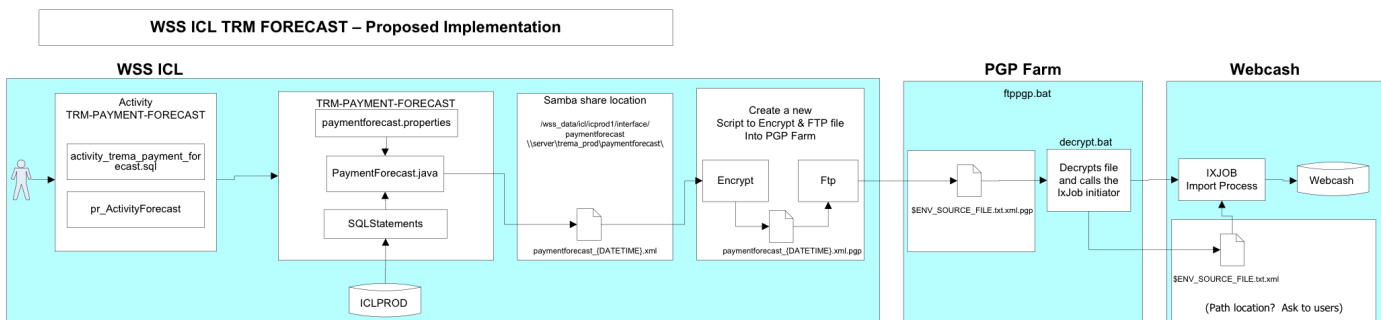 WSS ICL TRM FORECAST – Proposed Implementation
WSS ICL
Activity
TRM-PAYMENT-FORECAST
activity_trema_payment_for
ecast.sql
pr_ActivityForecast
TRM-PAYMENT-FORECAST
paymentforecast.properties
PaymentForecast.java
SQLStatements
ICLPROD
Samba share location
/wss_data/icl/icprod1/interface/
paymentforecast
\\server\trema_prod\paymentforecast\
paymentforecast_{DATETIME}.xml
Create a new
Script to Encrypt & FTP file
Into PGP Farm
Encrypt
Ftp
paymentforecast_{DATETIME}.xml.pgp
PGP Farm
ftppgp.bat
$ENV_SOURCE_FILE.txt.xml.pgp
decrypt.bat
Decrypts file
and calls the
IxJob initiator
Webcash
IXJOB
Import Process
Webcash
$ENV_SOURCE_FILE.txt.xml
(Path location? Ask to users)